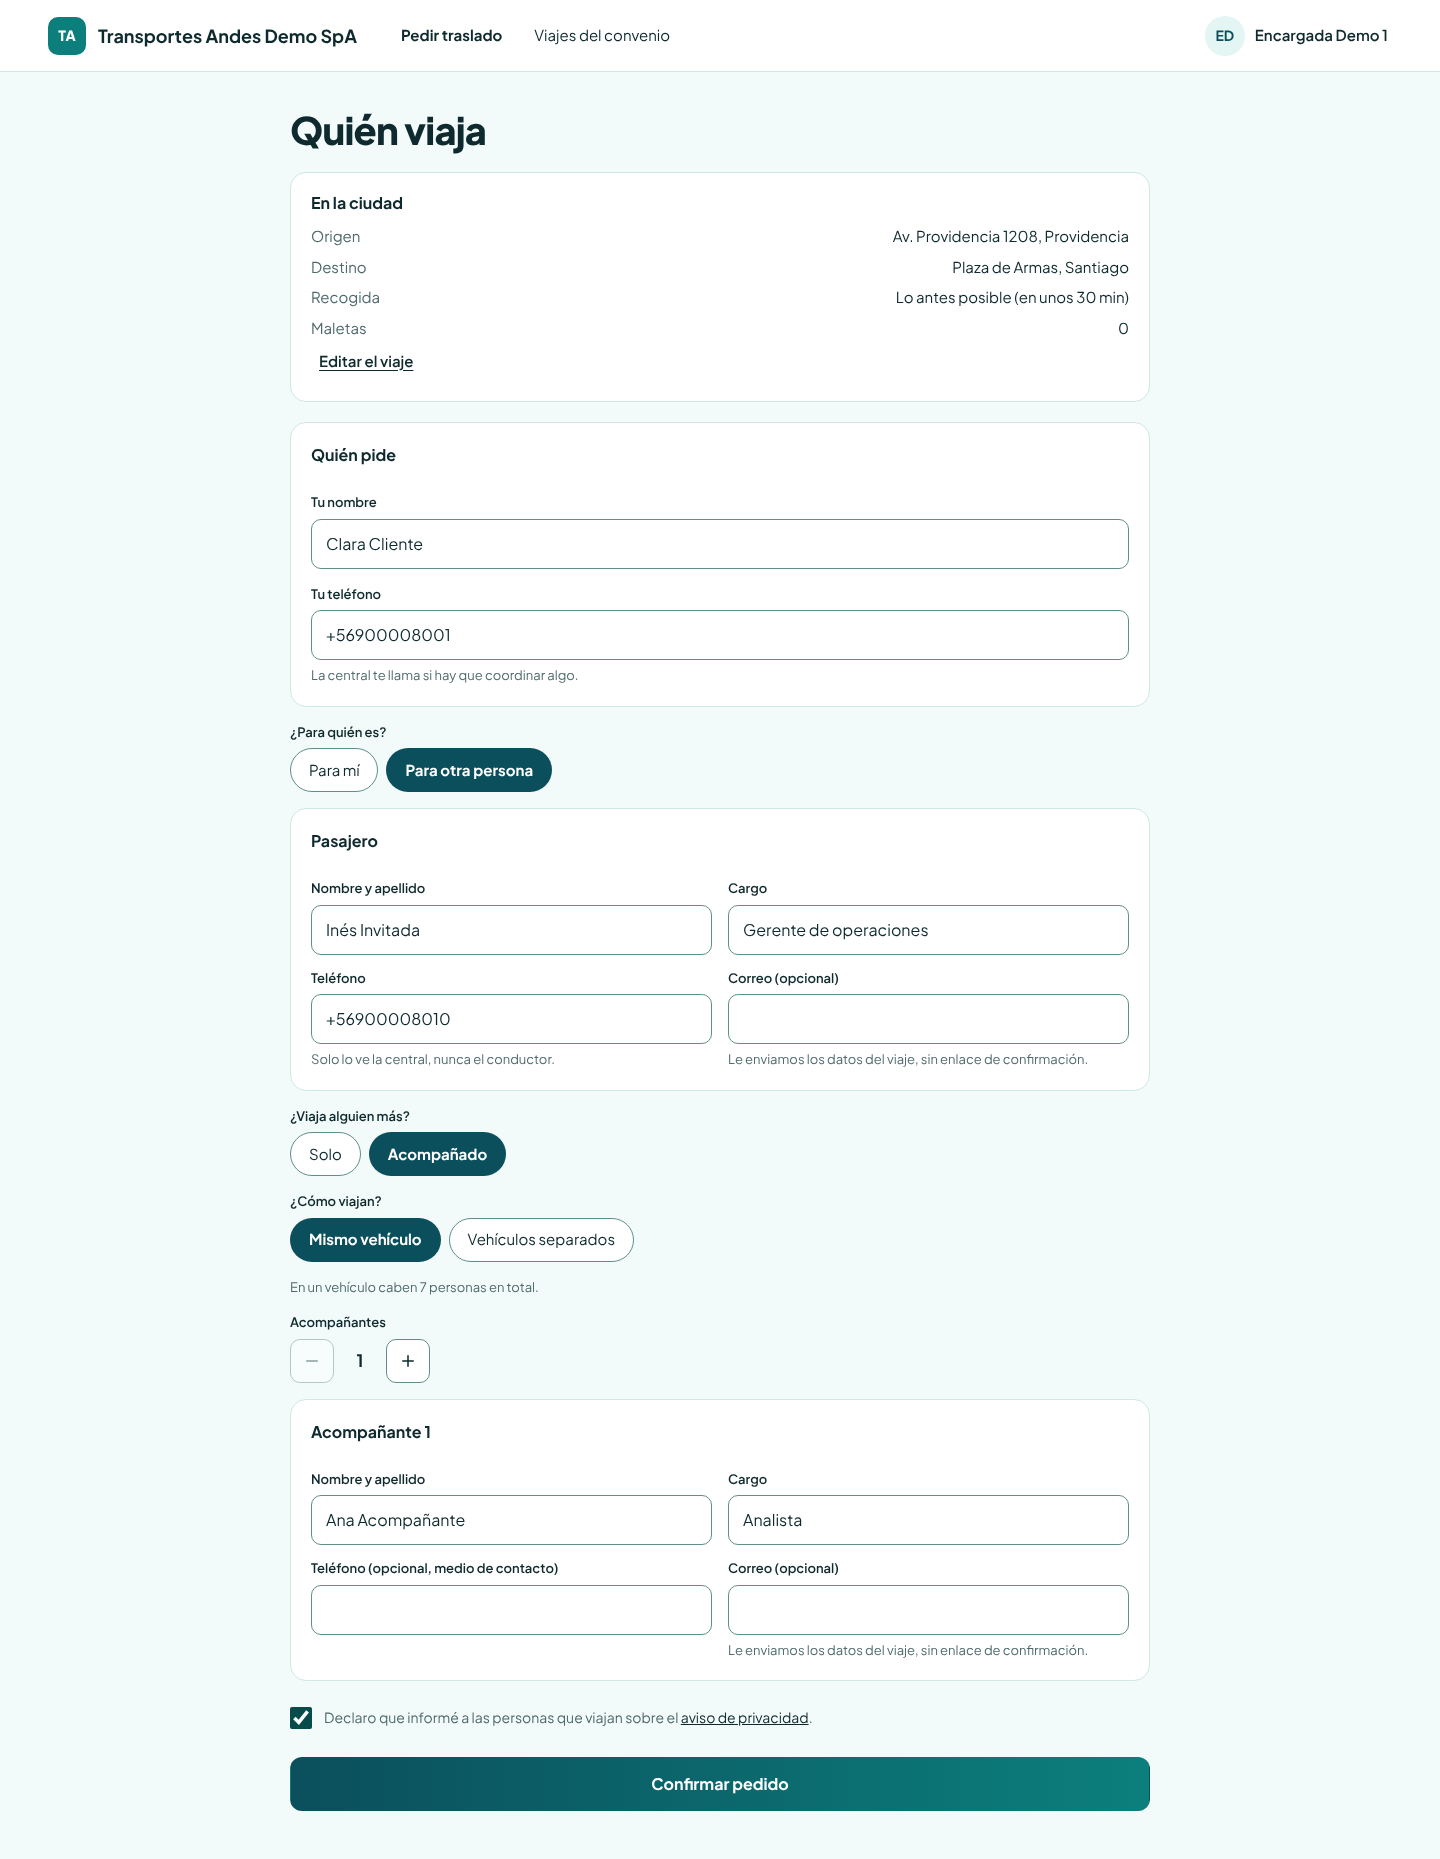 TA Transportes Andes Demo SpA Pedir traslado Viajes del convenio ED Encargada Demo 1
Quién viaja
En la ciudad
Origen Av. Providencia 1208, Providencia
Destino Plaza de Armas, Santiago
Recogida Lo antes posible (en unos 30 min)
Maletas 0
Editar el viaje
Quién pide
Tu nombre
Clara Cliente
Tu teléfono
+56900008001
La central te llama si hay que coordinar algo.
¿Para quién es?
Para mí Para otra persona
Pasajero
Nombre y apellido Cargo
Inés Invitada Gerente de operaciones
Teléfono Correo (opcional)
+56900008010
Solo lo ve la central, nunca el conductor. Le enviamos los datos del viaje, sin enlace de confirmación.
¿Viaja alguien más?
Solo Acompañado
¿Cómo viajan?
Mismo vehículo Vehículos separados
En un vehículo caben 7 personas en total.
Acompañantes
− 1 +
Acompañante 1
Nombre y apellido Cargo
Ana Acompañante Analista
Teléfono (opcional, medio de contacto) Correo (opcional)
Le enviamos los datos del viaje, sin enlace de confirmación.
Declaro que informé a las personas que viajan sobre el aviso de privacidad.
Confirmar pedido